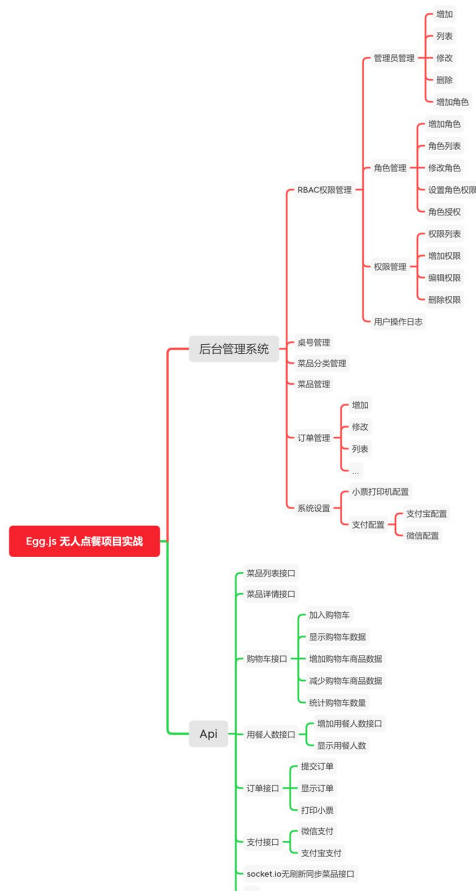 Egg.js 无人点餐项目实战
后台管理系统
RBAC权限管理
管理员管理
增加
列表
修改
删除
增加角色
角色管理
增加角色
角色列表
修改角色
设置角色权限
角色授权
权限管理
权限列表
增加权限
编辑权限
删除权限
用户操作日志
桌号管理
菜品分类管理
菜品管理
订单管理
增加
修改
列表
...
系统设置
小票打印机配置
支付配置
支付宝配置
微信配置
Api
菜品列表接口
菜品详情接口
购物车接口
加入购物车
显示购物车数据
增加购物车商品数据
减少购物车商品数据
统计购物车数量
用餐人数接口
增加用餐人数接口
显示用餐人数
订单接口
提交订单
显示订单
打印小票
支付接口
微信支付
支付宝支付
socket.io无刷新同步菜品接口